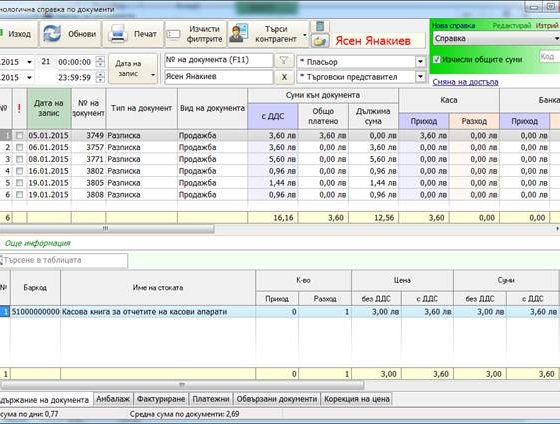 нологична справка по документи
Изход Обнови Печат Изчисти филтрите Търси контрагент Ясен Янакиев
Нова справка Редактирай Изтрий
Справка
Изчисли общите суни Код
Сняна на достъпа
.2015 21 00:00:00 Дата на запис № на документа (F11) * Пласьор
.2015 23:59:59 Ясен Янакиев * Търговски представител
№ ! Дата на запис № на документ Тип на документ Вид на документа Суми към документа Каса Банка
с ДДС Общо платено Дължина сума Приход Разход Приход
1 05.01.2015 3749 Разписка Продажба 3,60 лв 3,60 лв 0,00 лв 3,60 лв 0,00 лв 0,00 лв
2 06.01.2015 3757 Разписка Продажба 3,60 лв 0,00 лв 3,60 лв 0,00 лв 0,00 лв 0,00 лв
3 08.01.2015 3771 Разписка Продажба 5,60 лв 0,00 лв 5,60 лв 0,00 лв 0,00 лв 0,00 лв
4 16.01.2015 3802 Разписка Продажба 0,96 лв 0,00 лв 0,96 лв 0,00 лв 0,00 лв 0,00 лв
5 19.01.2015 3805 Разписка Продажба 1,44 лв 0,00 лв 1,44 лв 0,00 лв 0,00 лв 0,00 лв
6 19.01.2015 3808 Разписка Продажба 0,96 лв 0,00 лв 0,96 лв 0,00 лв 0,00 лв 0,00 лв
6 16,16 3,60 12,56 3,60 0,00 0,00
Още информация
Търсене в таблицата
№ Баркод Име на стоката К-во Цена Суми
Приход Разход без ДДС с ДДС без ДДС с ДДС
1 51000000000 Касова книга за отчетите на касови апарати 0 1 3,00 лв 3,60 лв 3,00 лв 3,60 лв
1 0 1 3,00 3,60 3,00 3,60
държание на документа Амбалаж Фактуриране Платежни Обвързани документи Корекция на цена
сума по дни: 0,77 Средна сума по документи: 2,69